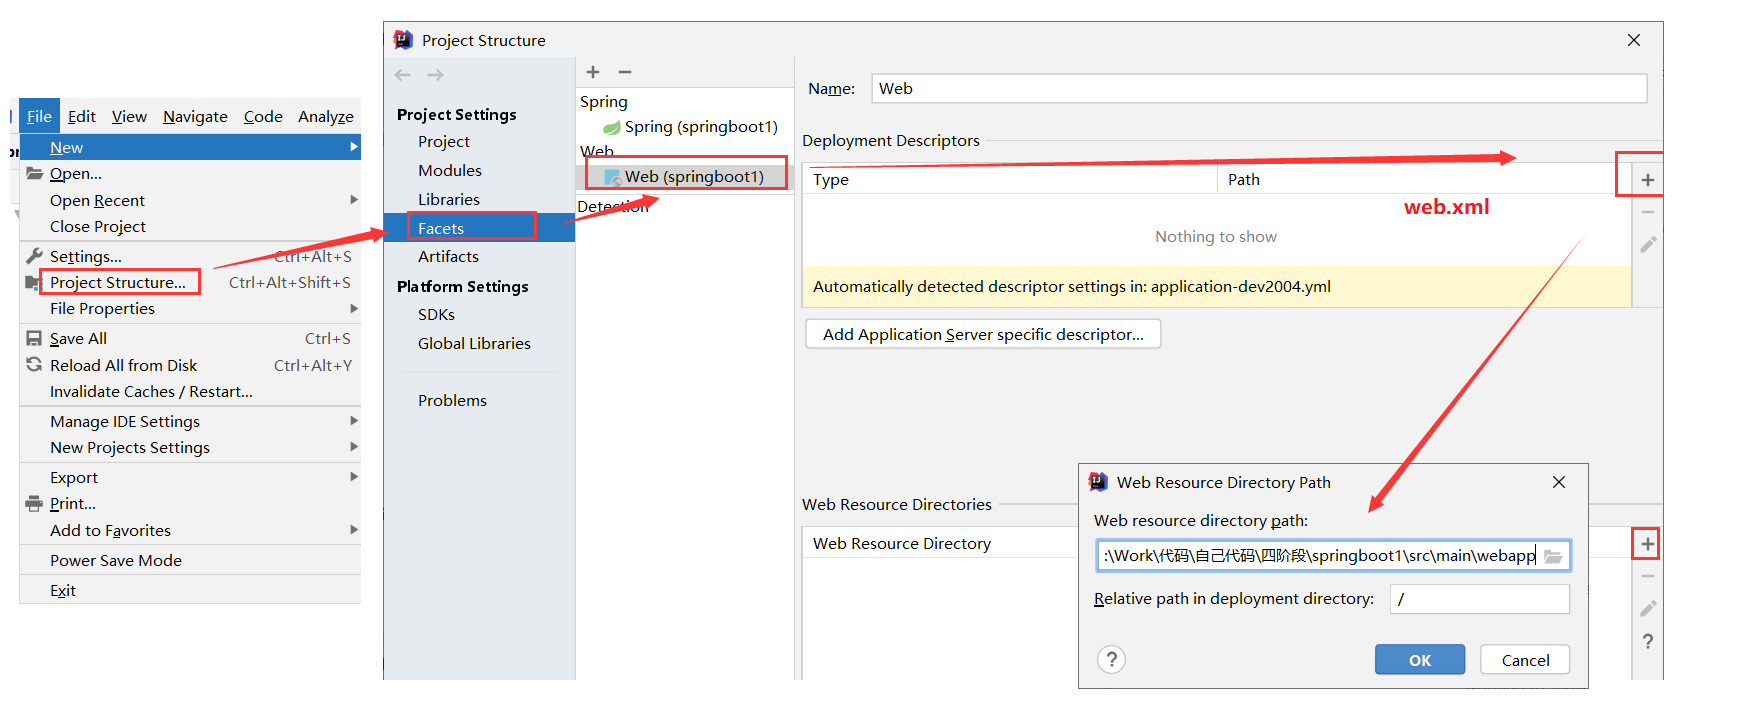 File Edit View Navigate Code Analyze
New
Open...
Open Recent
Close Project
Settings... Ctrl+Alt+S
Project Structure... Ctrl+Alt+Shift+S
File Properties
Save All Ctrl+S
Reload All from Disk Ctrl+Alt+Y
Invalidate Caches / Restart...
Manage IDE Settings
New Projects Settings
Export
Print...
Add to Favorites
Power Save Mode
Exit
Project Structure
Project Settings
Project
Modules
Libraries
Facets
Artifacts
Platform Settings
SDKs
Global Libraries
Problems
Spring
Spring (springboot1)
Web
Web (springboot1)
Detection
Name: Web
Deployment Descriptors
Type Path
web.xml
Nothing to show
Automatically detected descriptor settings in: application-dev2004.yml
Add Application Server specific descriptor...
Web Resource Directories
Web Resource Directory
Web Resource Directory Path
Web resource directory path:
:\Work\代码\自己代码\四阶段\springboot1\src\main\webapp
Relative path in deployment directory: /
OK Cancel